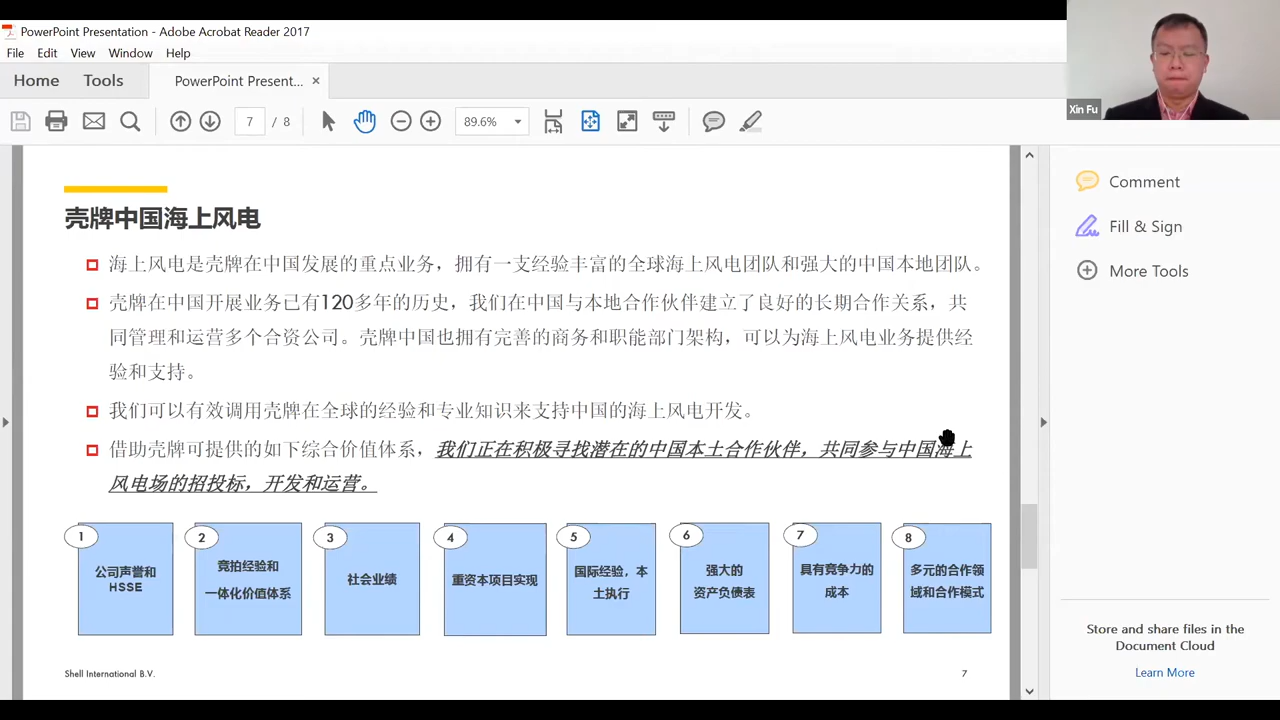 PowerPoint Presentation - Adobe Acrobat Reader 2017
File Edit View Window Help
Home Tools PowerPoint Present... ×
7 / 8 89.6%
Xin Fu
Comment
Fill & Sign
More Tools
壳牌中国海上风电
海上风电是壳牌在中国发展的重点业务，拥有一支经验丰富的全球海上风电团队和强大的中国本地团队。
壳牌在中国开展业务已有120多年的历史，我们在中国与本地合作伙伴建立了良好的长期合作关系，共
同管理和运营多个合资公司。壳牌中国也拥有完善的商务和职能部门架构，可以为海上风电业务提供经
验和支持。
我们可以有效调用壳牌在全球的经验和专业知识来支持中国的海上风电开发。
借助壳牌可提供的如下综合价值体系，我们正在积极寻找潜在的中国本土合作伙伴，共同参与中国海上
风电场的招投标，开发和运营。
1
公司声誉和
HSSE
2
竞拍经验和
一体化价值体系
3
社会业绩
4
重资本项目实现
5
国际经验，本
土执行
6
强大的
资产负债表
7
具有竞争力的
成本
8
多元的合作领
域和合作模式
Shell International B.V.
7
Store and share files in the
Document Cloud
Learn More